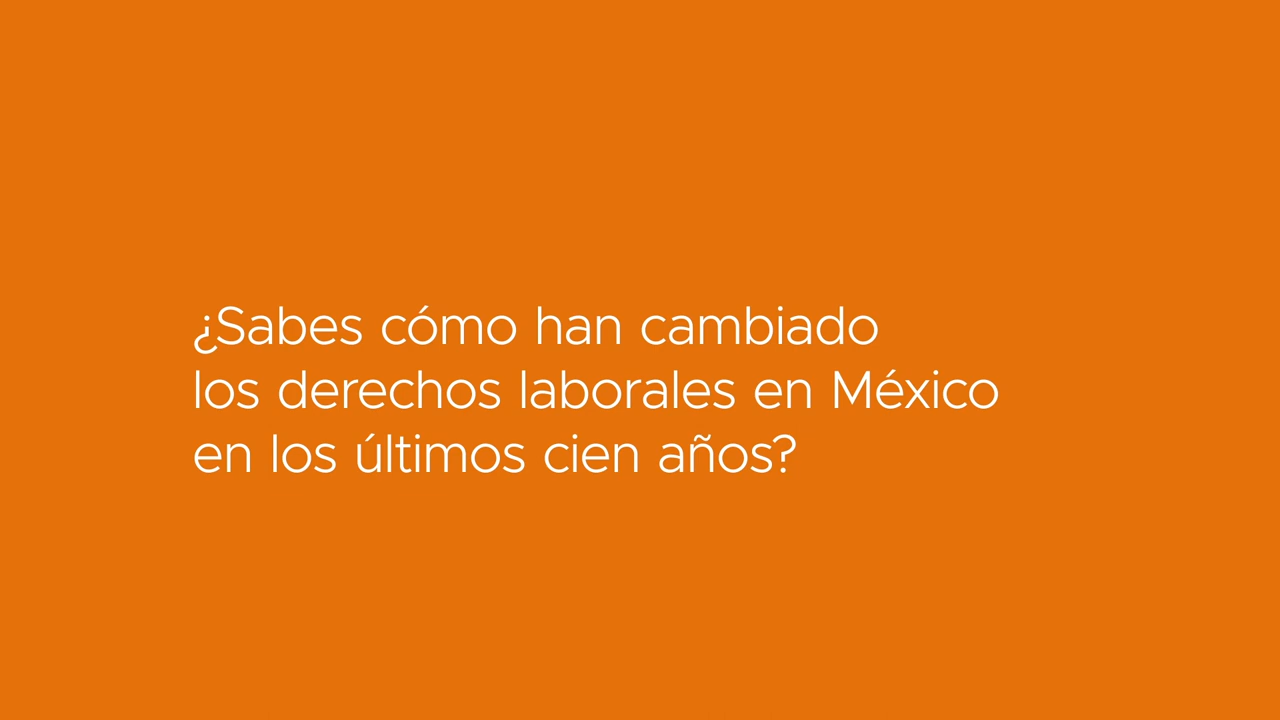 ¿Sabes cómo han cambiado
los derechos laborales en México
en los últimos cien años?